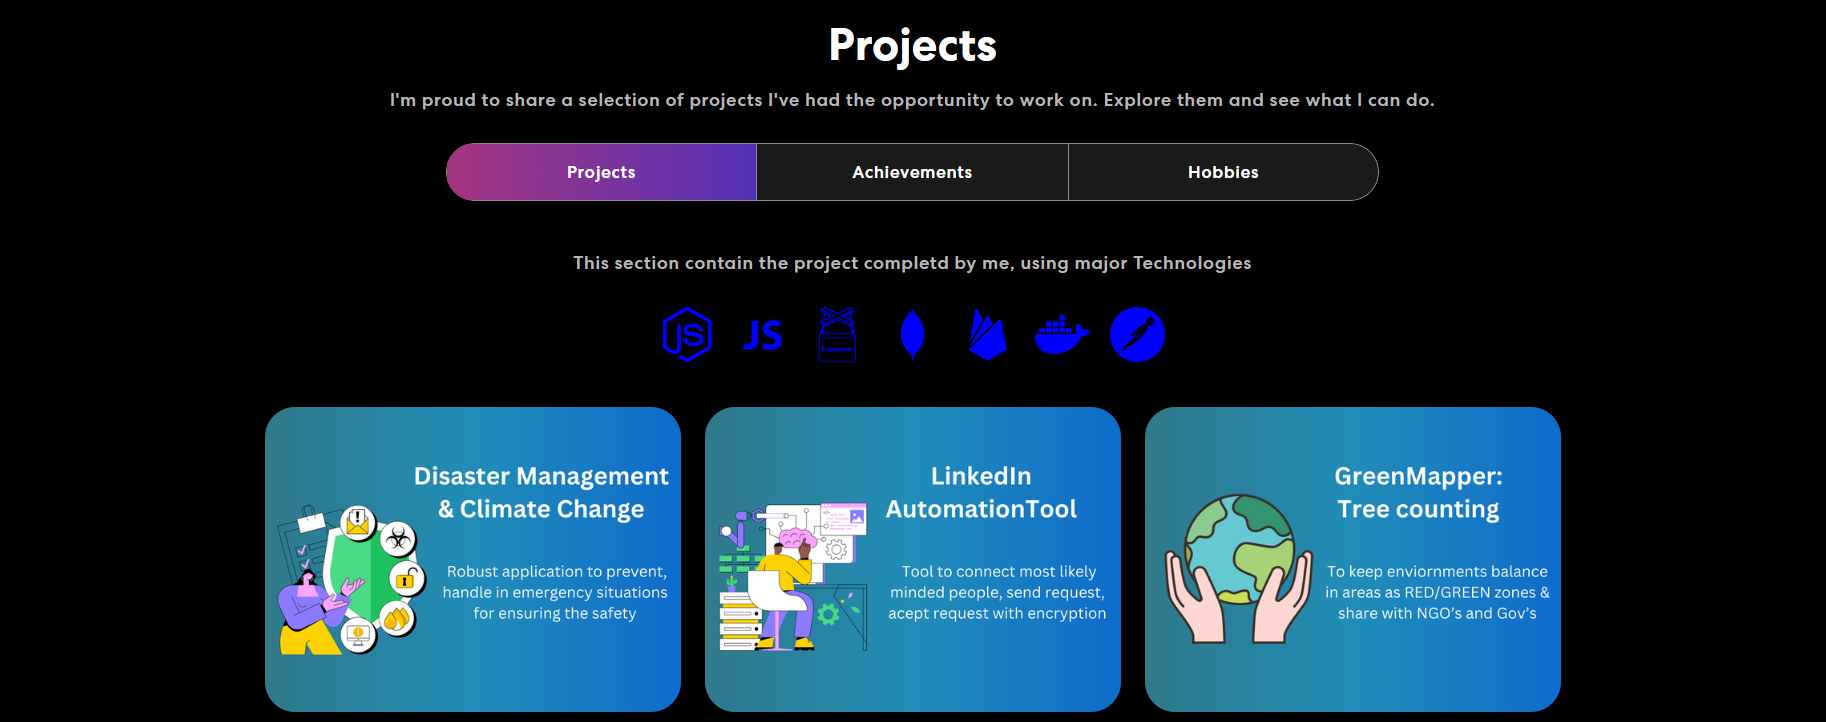 Projects
I'm proud to share a selection of projects I've had the opportunity to work on. Explore them and see what I can do.
Projects
Achievements
Hobbies
This section contain the project completd by me, using major Technologies
JS
JS
Disaster Management
& Climate Change
Robust application to prevent,
handle in emergency situations
for ensuring the safety
LinkedIn
AutomationTool
Tool to connect most likely
minded people, send request,
acept request with encryption
GreenMapper:
Tree counting
To keep enviornments balance
in areas as RED/GREEN zones &
share with NGO’s and Gov’s